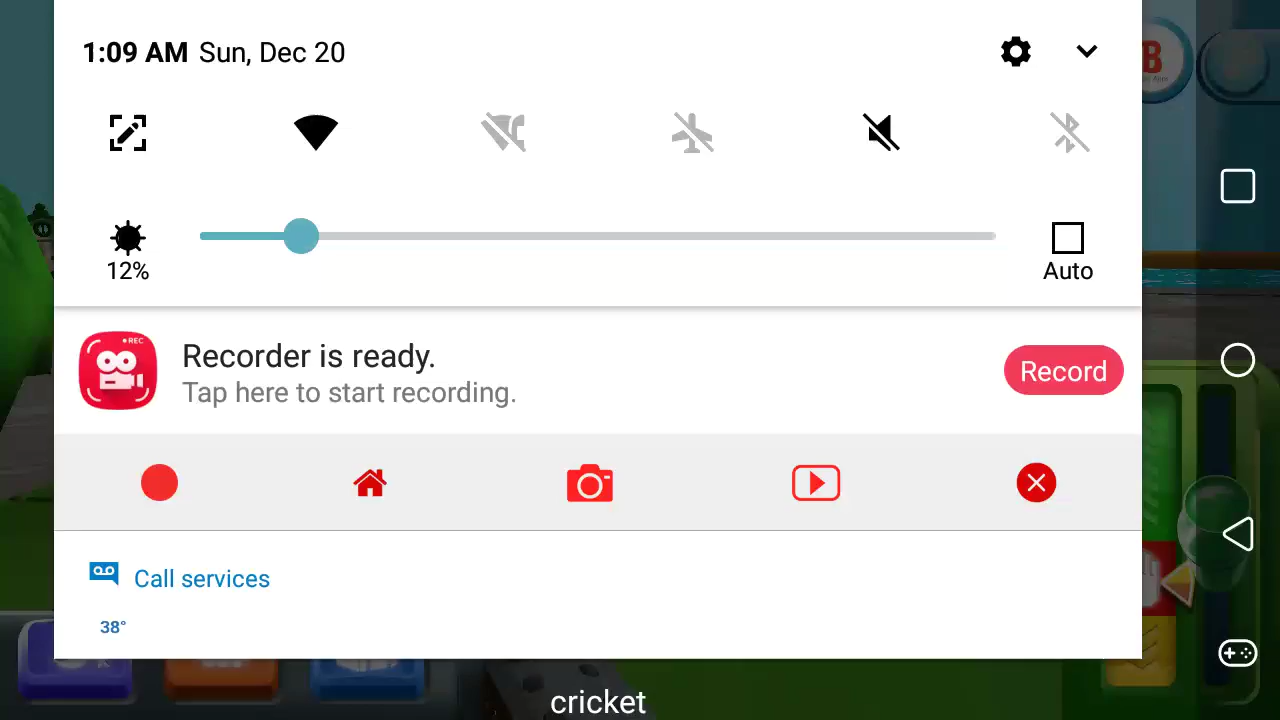 1:09 AM Sun, Dec 20
12%
Auto
REC
Recorder is ready.
Tap here to start recording.
Record
Call services
38°
cricket
B